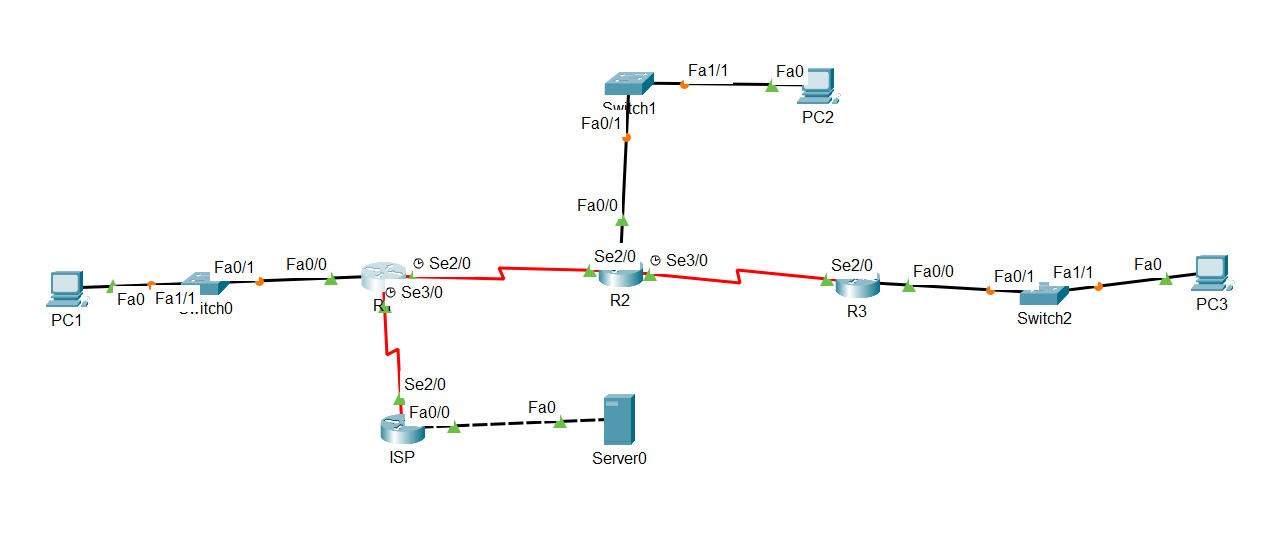 Fa1/1
Fa0
Switch1
PC2
Fa0/1
Fa0/0
Se2/0
Se3/0
R2
Fa0
Fa1/1
PC1
Fa0/1
Switch0
Fa0/0
Se2/0
Se3/0
Se2/0
R3
Fa0/0
Fa0/1
Fa1/1
Switch2
Fa0
PC3
Se2/0
Fa0/0
ISP
Fa0
Server0